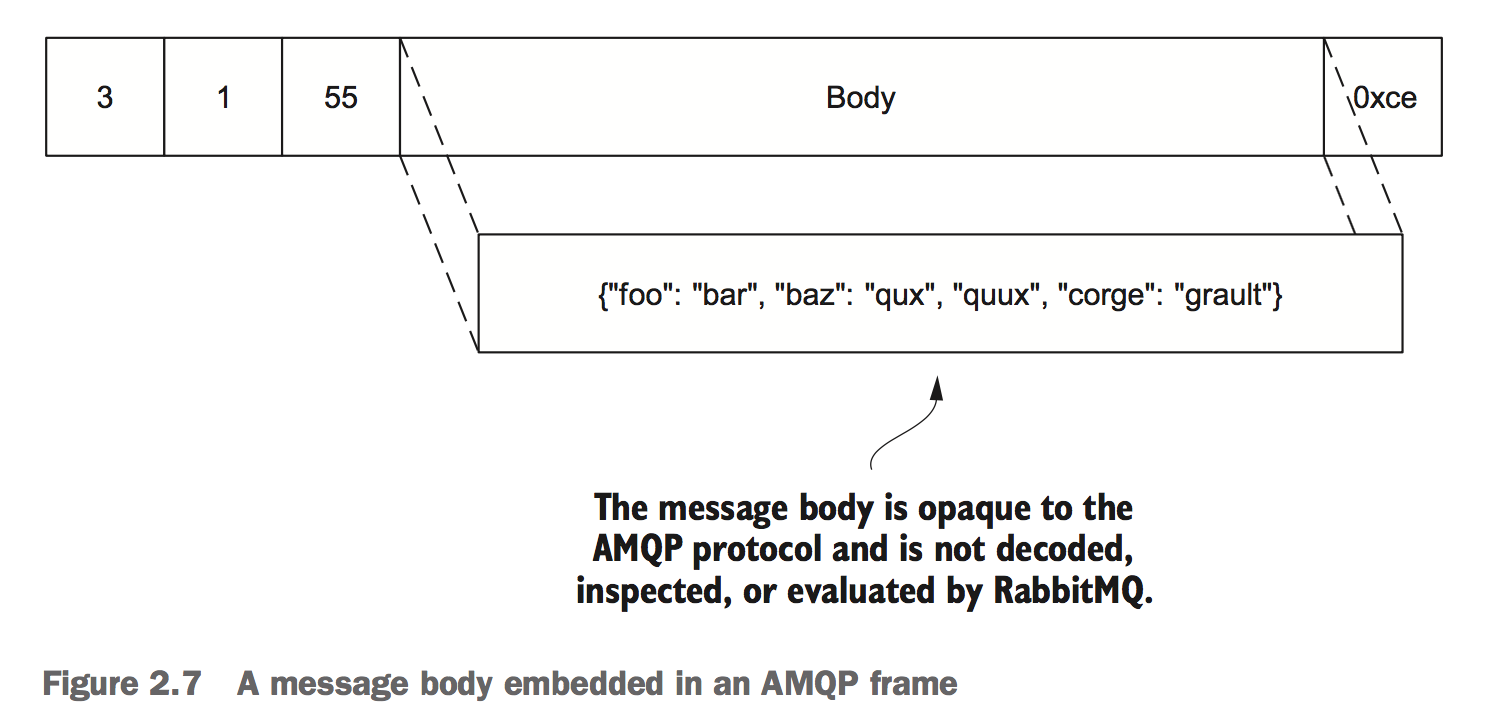 3 1 55 Body 0xce
{"foo": "bar", "baz": "qux", "quux", "corge": "grault"}
The message body is opaque to the
AMQP protocol and is not decoded,
inspected, or evaluated by RabbitMQ.
Figure 2.7 A message body embedded in an AMQP frame